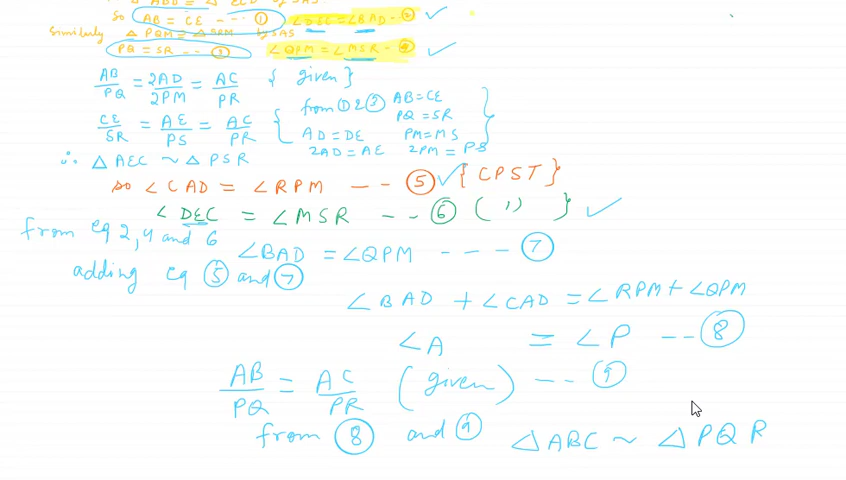 so AB = CE --- ① ∠DEC = ∠BAD - ②
Similarly △ PQM ≅ △ SRM by SAS
PQ = SR -- - ③ ∠ QPM = ∠ MSR - ④
AB/PQ = 2AD/2PM = AC/PR { given }
CE/SR = AE/PS = AC/PR { from ① & ③ AB = CE
PQ = SR
AD = DE PM = MS
2AD = AE 2PM = PS }
∴ △ AEC ~ △ PSR
so ∠ CAD = ∠ RPM -- - ⑤ { CPST }
∠ DEC = ∠ MSR -- - ⑥ ( ,, }
from eq 2, 4 and 6
∠BAD = ∠QPM -- - - ⑦
adding eq ⑤ and ⑦
∠ BAD + ∠ CAD = ∠ RPM + ∠ QPM
∠ A = ∠ P -- - ⑧
AB/PQ = AC/PR (given) -- - ⑨
from ⑧ and ⑨ △ ABC ~ △ PQR